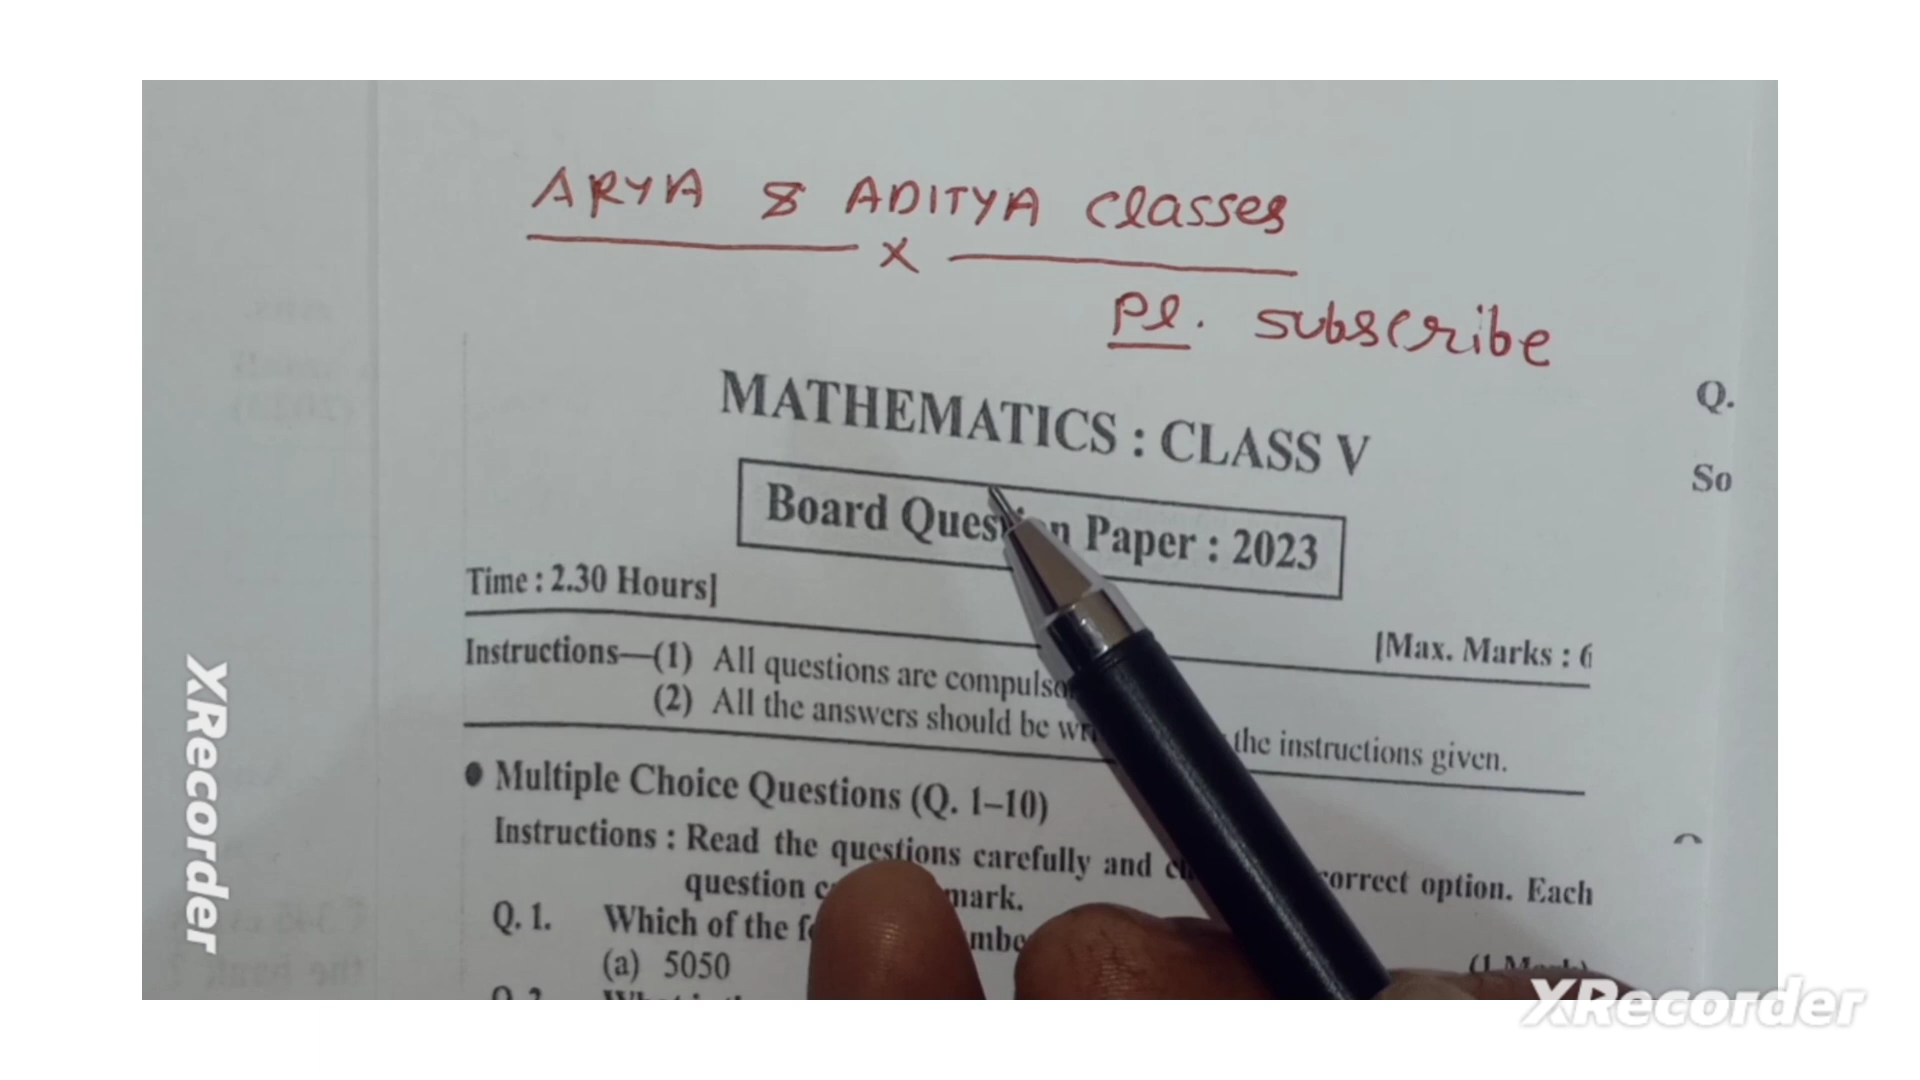 ARYA & ADITYA Classes
x
Pl. subscribe
MATHEMATICS : CLASS V
Board Question Paper : 2023
Time : 2.30 Hours]
[Max. Marks : 6
Instructions—(1) All questions are
(2) All the answers should be the instructions given.
● Multiple Choice Questions (Q. 1–10)
Instructions : Read the questions carefully and correct option. Each
question mark.
Q. 1. Which of the
(a) 5050
Q.
So
XRecorder
XRecorder